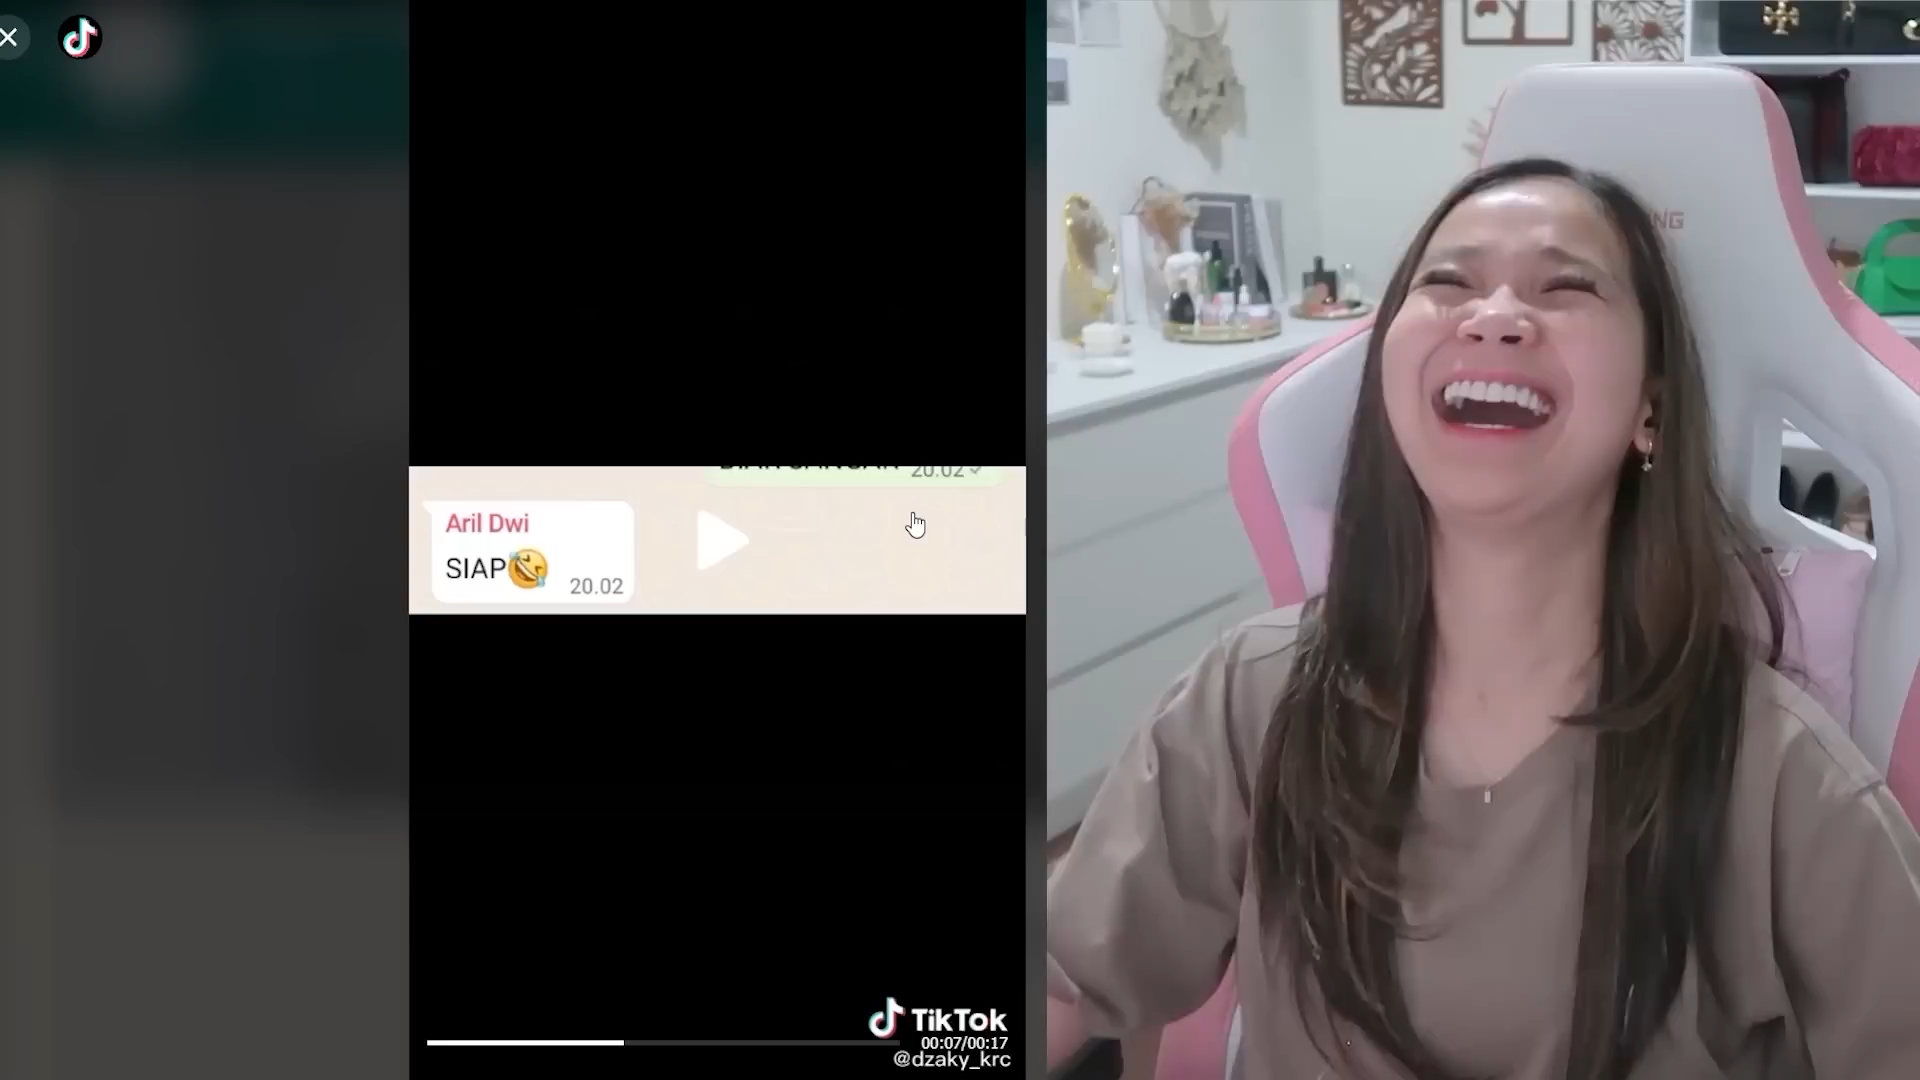 20.02
Aril Dwi
SIAP🤣
20.02
TikTok
00:07/00:17
@dzaky_krc